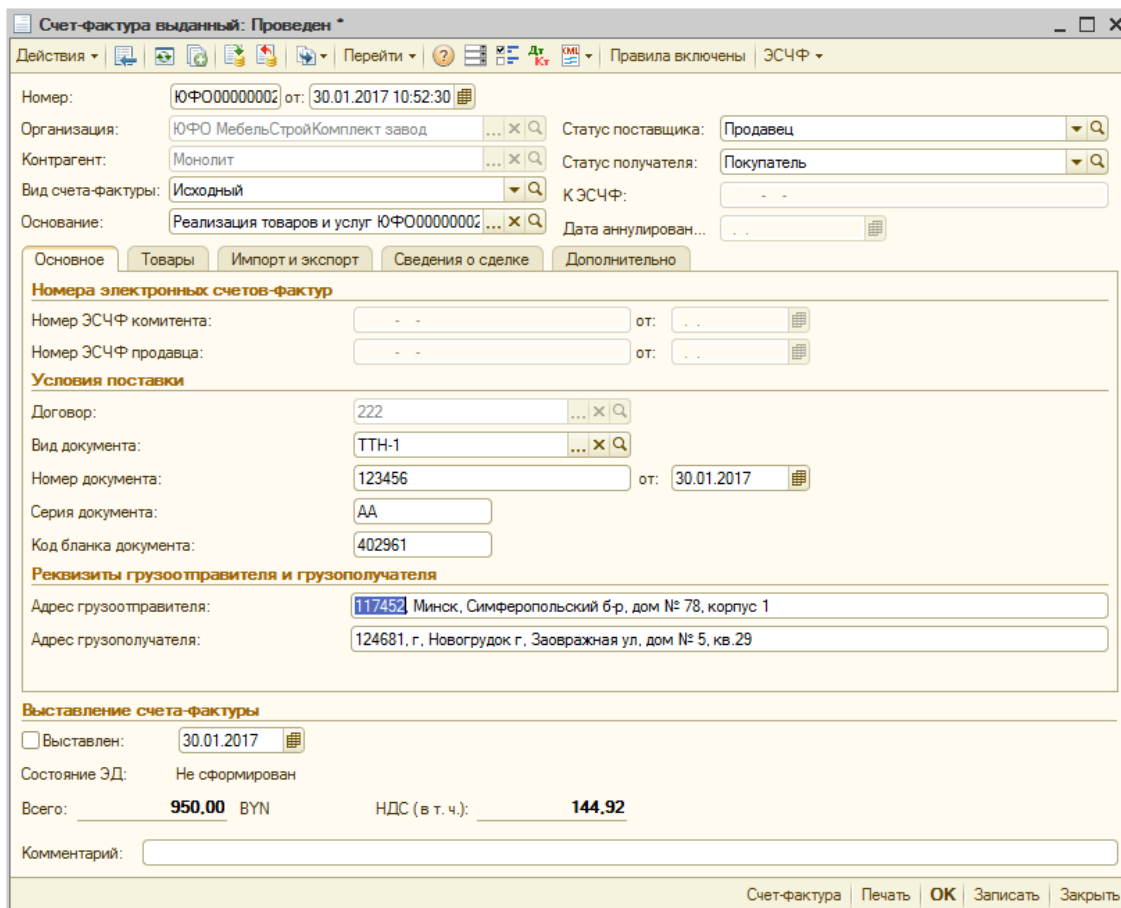 Счет-фактура выданный: Проведен *
Действия Перейти Дт Кт XML Правила включены ЭСЧФ
Номер: ЮФО00000002 от: 30.01.2017 10:52:30
Организация: ЮФО МебельСтройКомплект завод ... Статус поставщика: Продавец
Контрагент: Монолит ... Статус получателя: Покупатель
Вид счета-фактуры: Исходный К ЭСЧФ: - -
Основание: Реализация товаров и услуг ЮФО00000002 ... Дата аннулирован... . .
Основное Товары Импорт и экспорт Сведения о сделке Дополнительно
Номера электронных счетов-фактур
Номер ЭСЧФ комитента: - - от: . .
Номер ЭСЧФ продавца: - - от: . .
Условия поставки
Договор: 222 ...
Вид документа: ТТН-1 ...
Номер документа: 123456 от: 30.01.2017
Серия документа: АА
Код бланка документа: 402961
Реквизиты грузоотправителя и грузополучателя
Адрес грузоотправителя: 117452, Минск, Симферопольский б-р, дом № 78, корпус 1
Адрес грузополучателя: 124681, г, Новогрудок г, Заовражная ул, дом № 5, кв.29
Выставление счета-фактуры
Выставлен: 30.01.2017
Состояние ЭД: Не сформирован
Всего: 950,00 BYN НДС ( в т. ч.): 144,92
Комментарий:
Счет-фактура Печать ОК Записать Закрыть